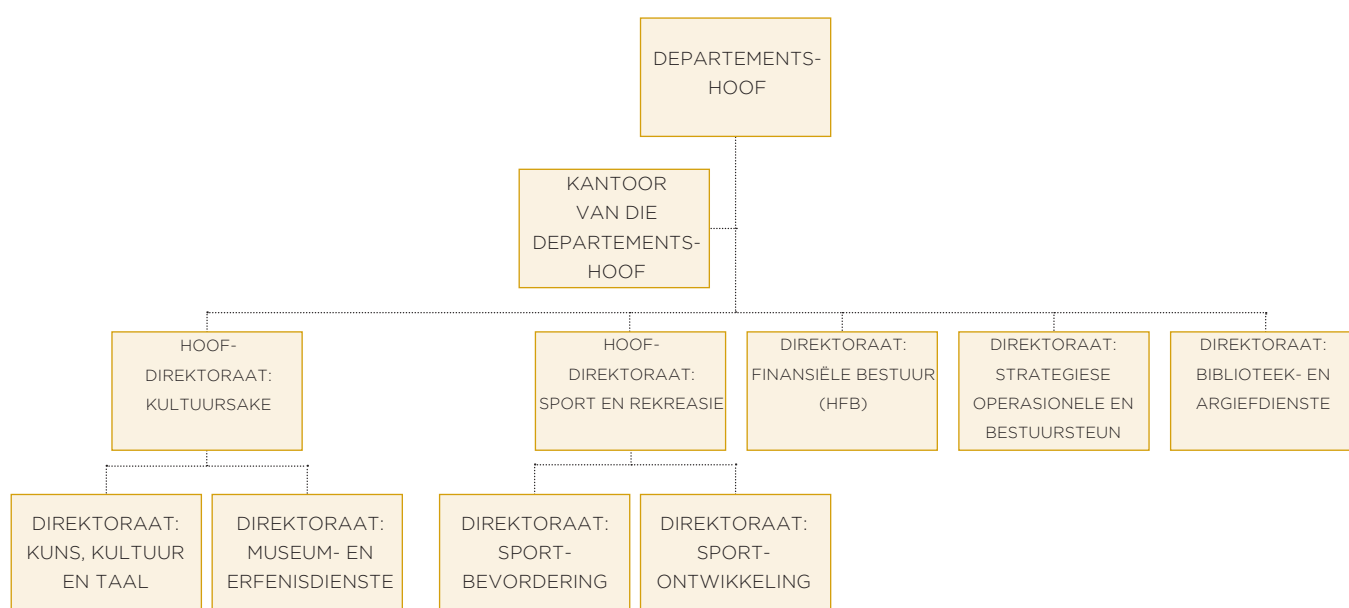 DEPARTEMENTS-
HOOF
KANTOOR
VAN DIE
DEPARTEMENTS-
HOOF
HOOF-
DIREKTORAAT:
KULTUURSAKE
HOOF-
DIREKTORAAT:
SPORT EN REKREASIE
DIREKTORAAT:
FINANSIËLE BESTUUR
(HFB)
DIREKTORAAT:
STRATEGIESE
OPERASIONELE EN
BESTUURSTEUN
DIREKTORAAT:
BIBLIOTEEK- EN
ARGIEFDIENSTE
DIREKTORAAT:
KUNS, KULTUUR
EN TAAL
DIREKTORAAT:
MUSEUM- EN
ERFENISDIENSTE
DIREKTORAAT:
SPORT-
BEVORDERING
DIREKTORAAT:
SPORT-
ONTWIKKELING